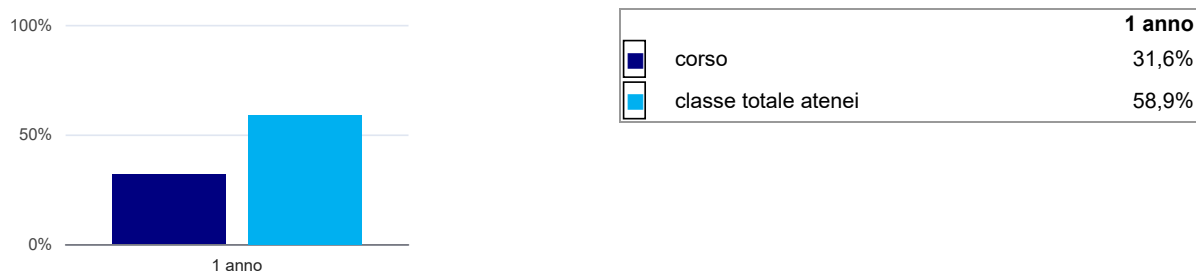 100%
50%
0%
1 anno
1 anno
corso 31,6%
classe totale atenei 58,9%